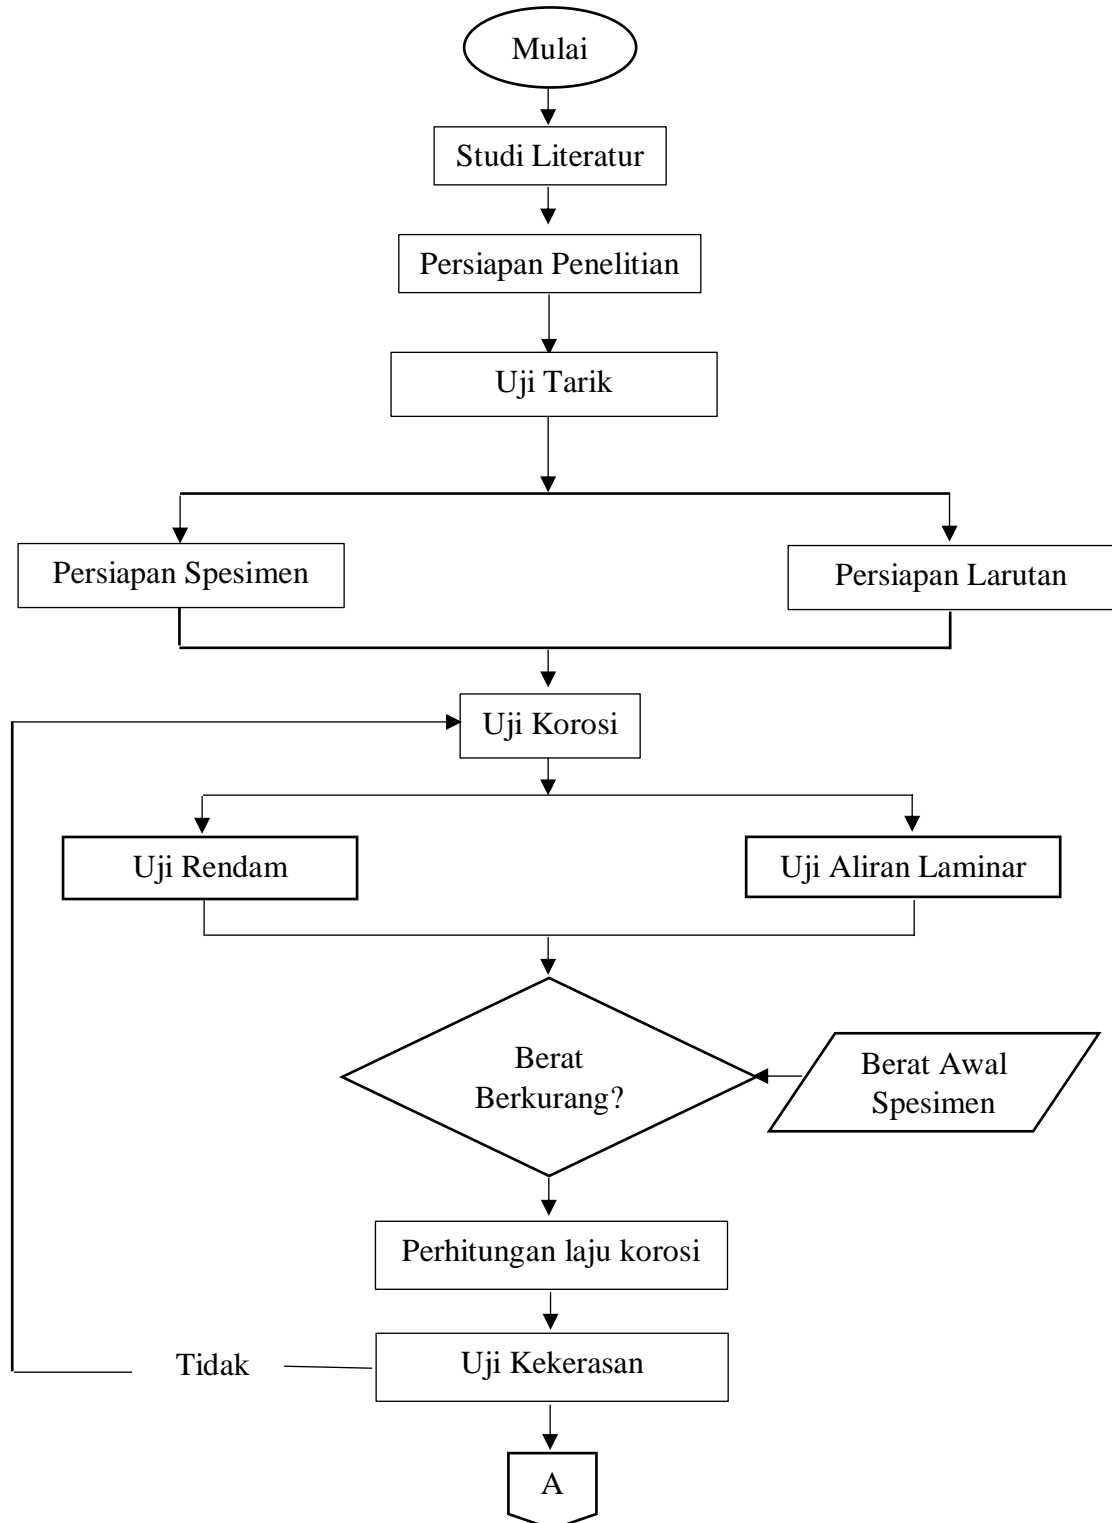 Mulai
Studi Literatur
Persiapan Penelitian
Uji Tarik
Persiapan Spesimen
Persiapan Larutan
Uji Korosi
Uji Rendam
Uji Aliran Laminar
Berat
Berkurang?
Berat Awal
Spesimen
Perhitungan laju korosi
Tidak
Uji Kekerasan
A